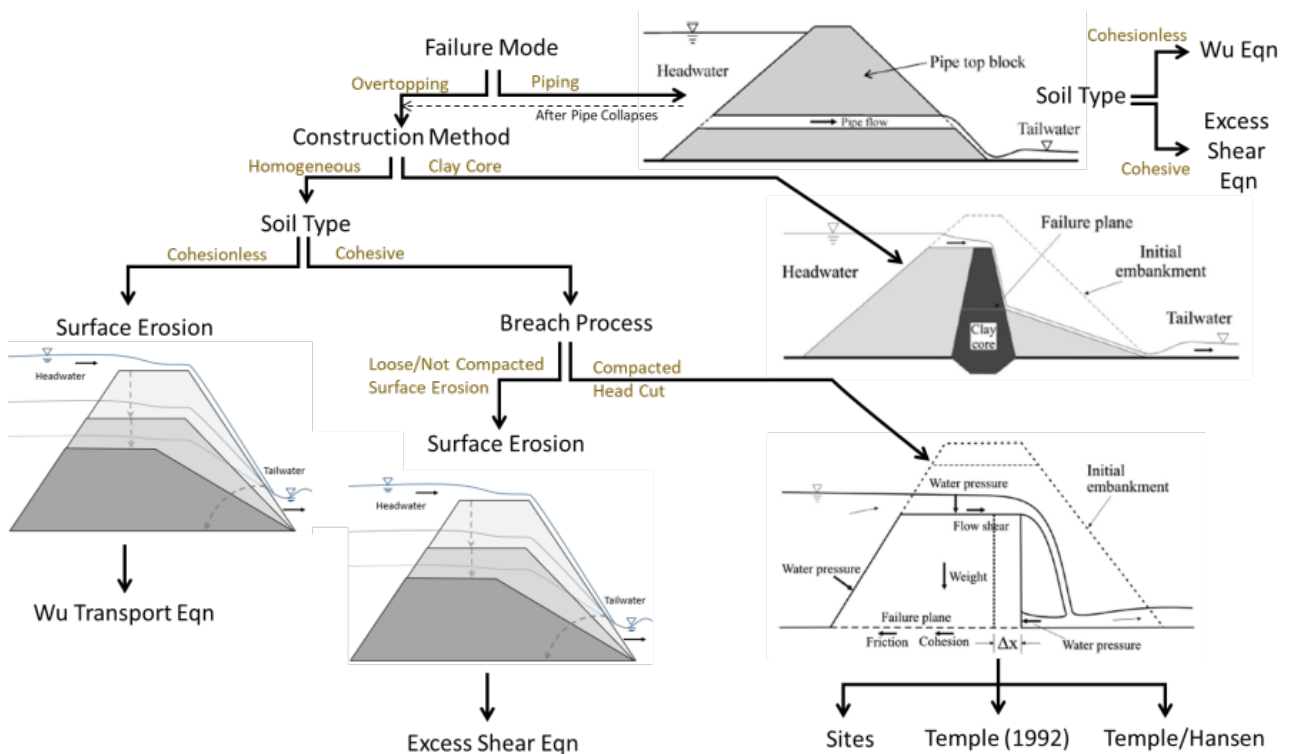 Failure Mode
Overtopping
Piping
After Pipe Collapses
Headwater
Pipe top block
Pipe flow
Tailwater
Soil Type
Cohesionless
Wu Eqn
Cohesive
Excess
Shear
Eqn
Construction Method
Homogeneous
Clay Core
Headwater
Failure plane
Initial
embankment
Clay
core
Tailwater
Soil Type
Cohesionless
Cohesive
Surface Erosion
Headwater
Tailwater
Wu Transport Eqn
Breach Process
Loose/Not Compacted
Surface Erosion
Compacted
Head Cut
Surface Erosion
Headwater
Tailwater
Excess Shear Eqn
Water pressure
Initial
embankment
Flow shear
Water pressure
Weight
Failure plane
Friction
Cohesion
Δx
Water pressure
Sites
Temple (1992)
Temple/Hansen